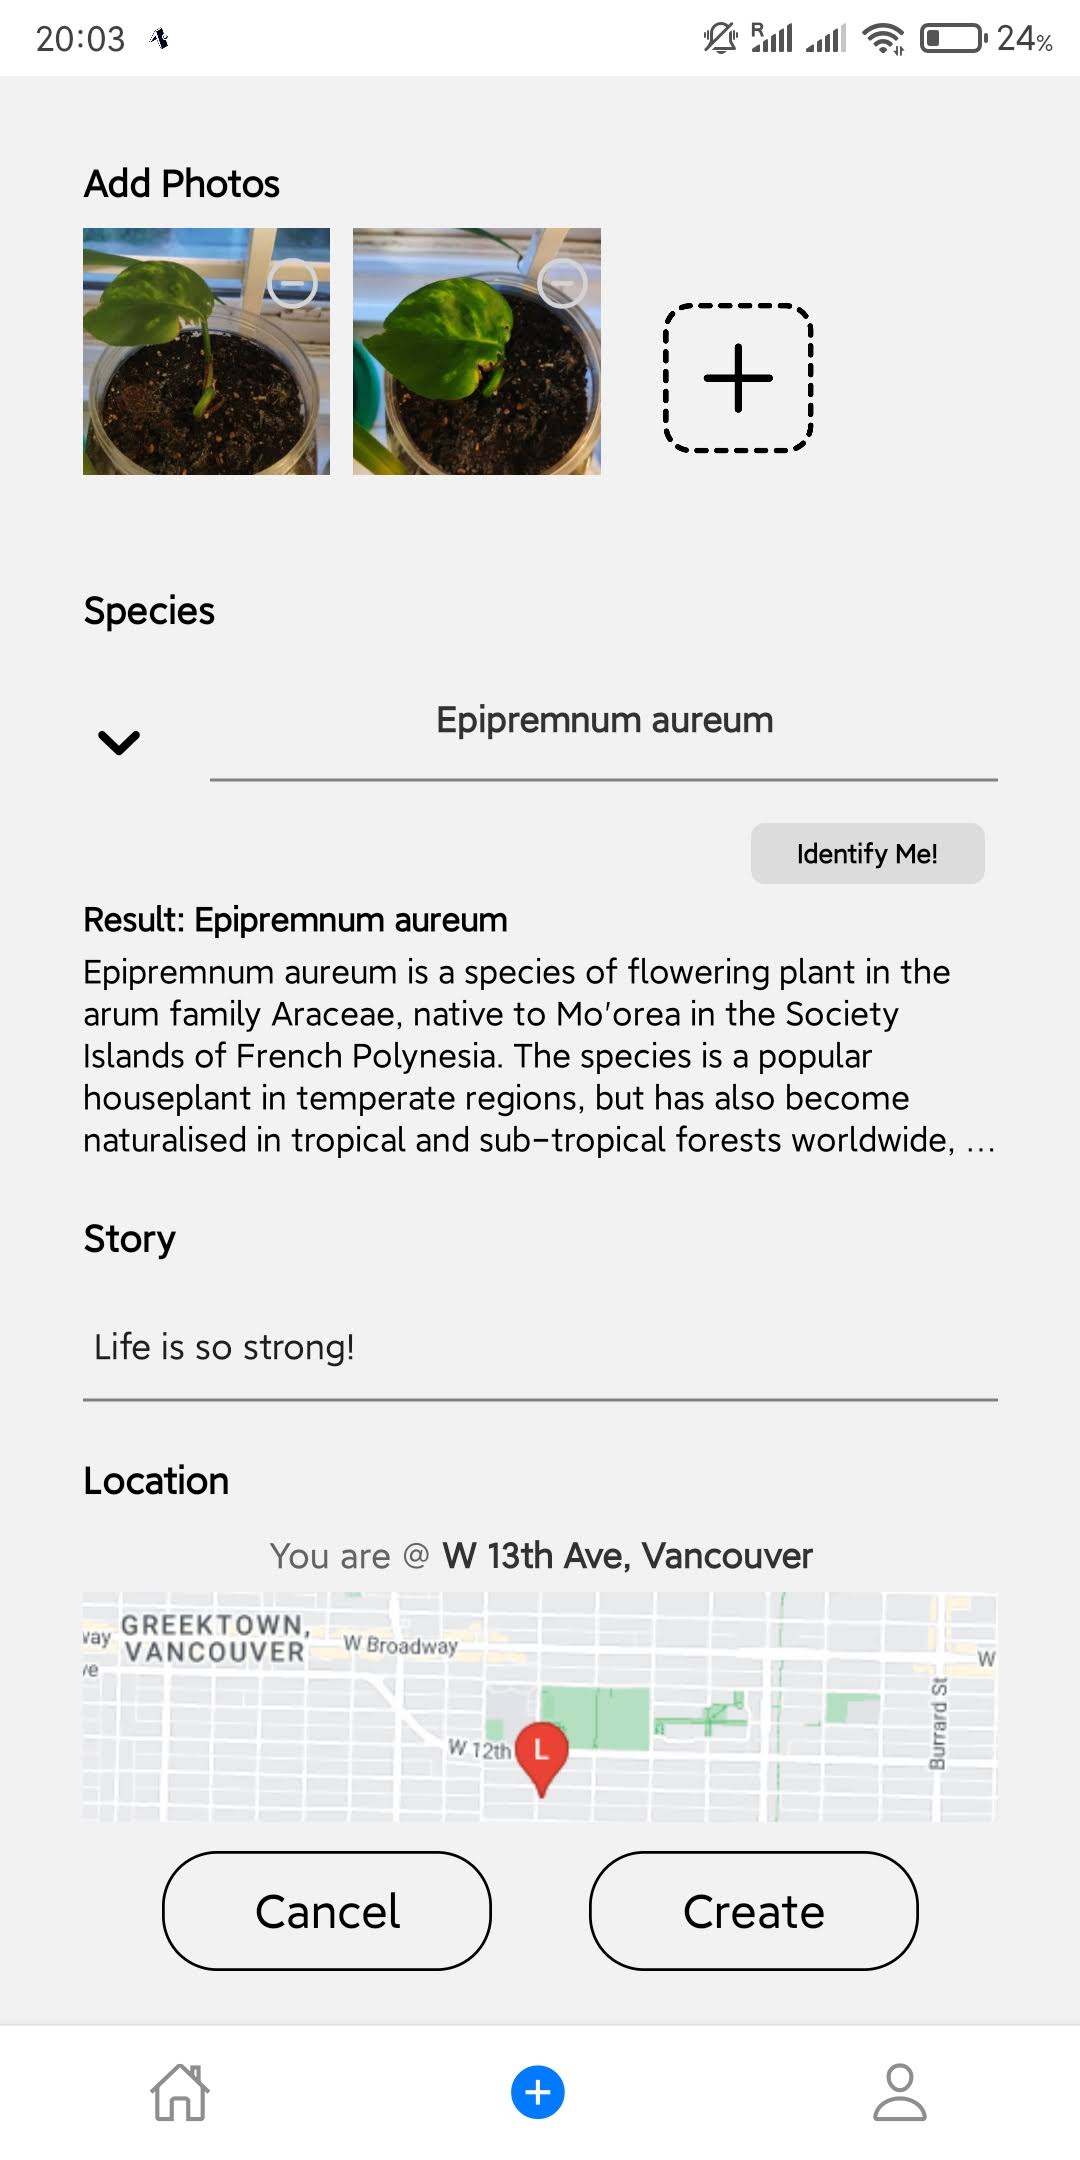 20:03
R
24%
Add Photos
Species
Epipremnum aureum
Identify Me!
Result: Epipremnum aureum
Epipremnum aureum is a species of flowering plant in the
arum family Araceae, native to Mo'orea in the Society
Islands of French Polynesia. The species is a popular
houseplant in temperate regions, but has also become
naturalised in tropical and sub-tropical forests worldwide, ...
Story
Life is so strong!
Location
You are @ W 13th Ave, Vancouver
way
GREEKTOWN,
VANCOUVER
W Broadway
ve
W
Burrard St
W 12th
L
Cancel
Create